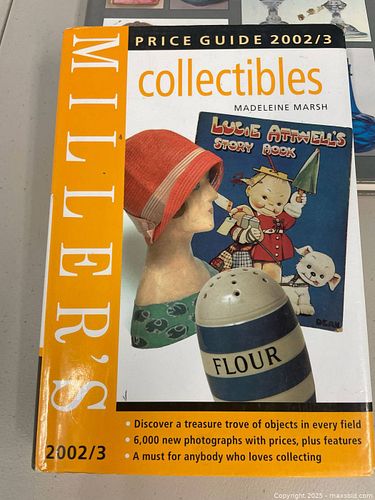 PRICE GUIDE 2002/3
collectibles
MADELEINE MARSH
MILLER'S
LUCIE ATTWELL'S
STORY BOOK
DEAN
FLOUR
• Discover a treasure trove of objects in every field
• 6,000 new photographs with prices, plus features
• A must for anybody who loves collecting
2002/3
Copyright 2025 - maxsbid.com